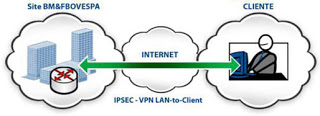 Site BM&FBOVESPA
CLIENTE
INTERNET
IPSEC - VPN LAN-to-Client